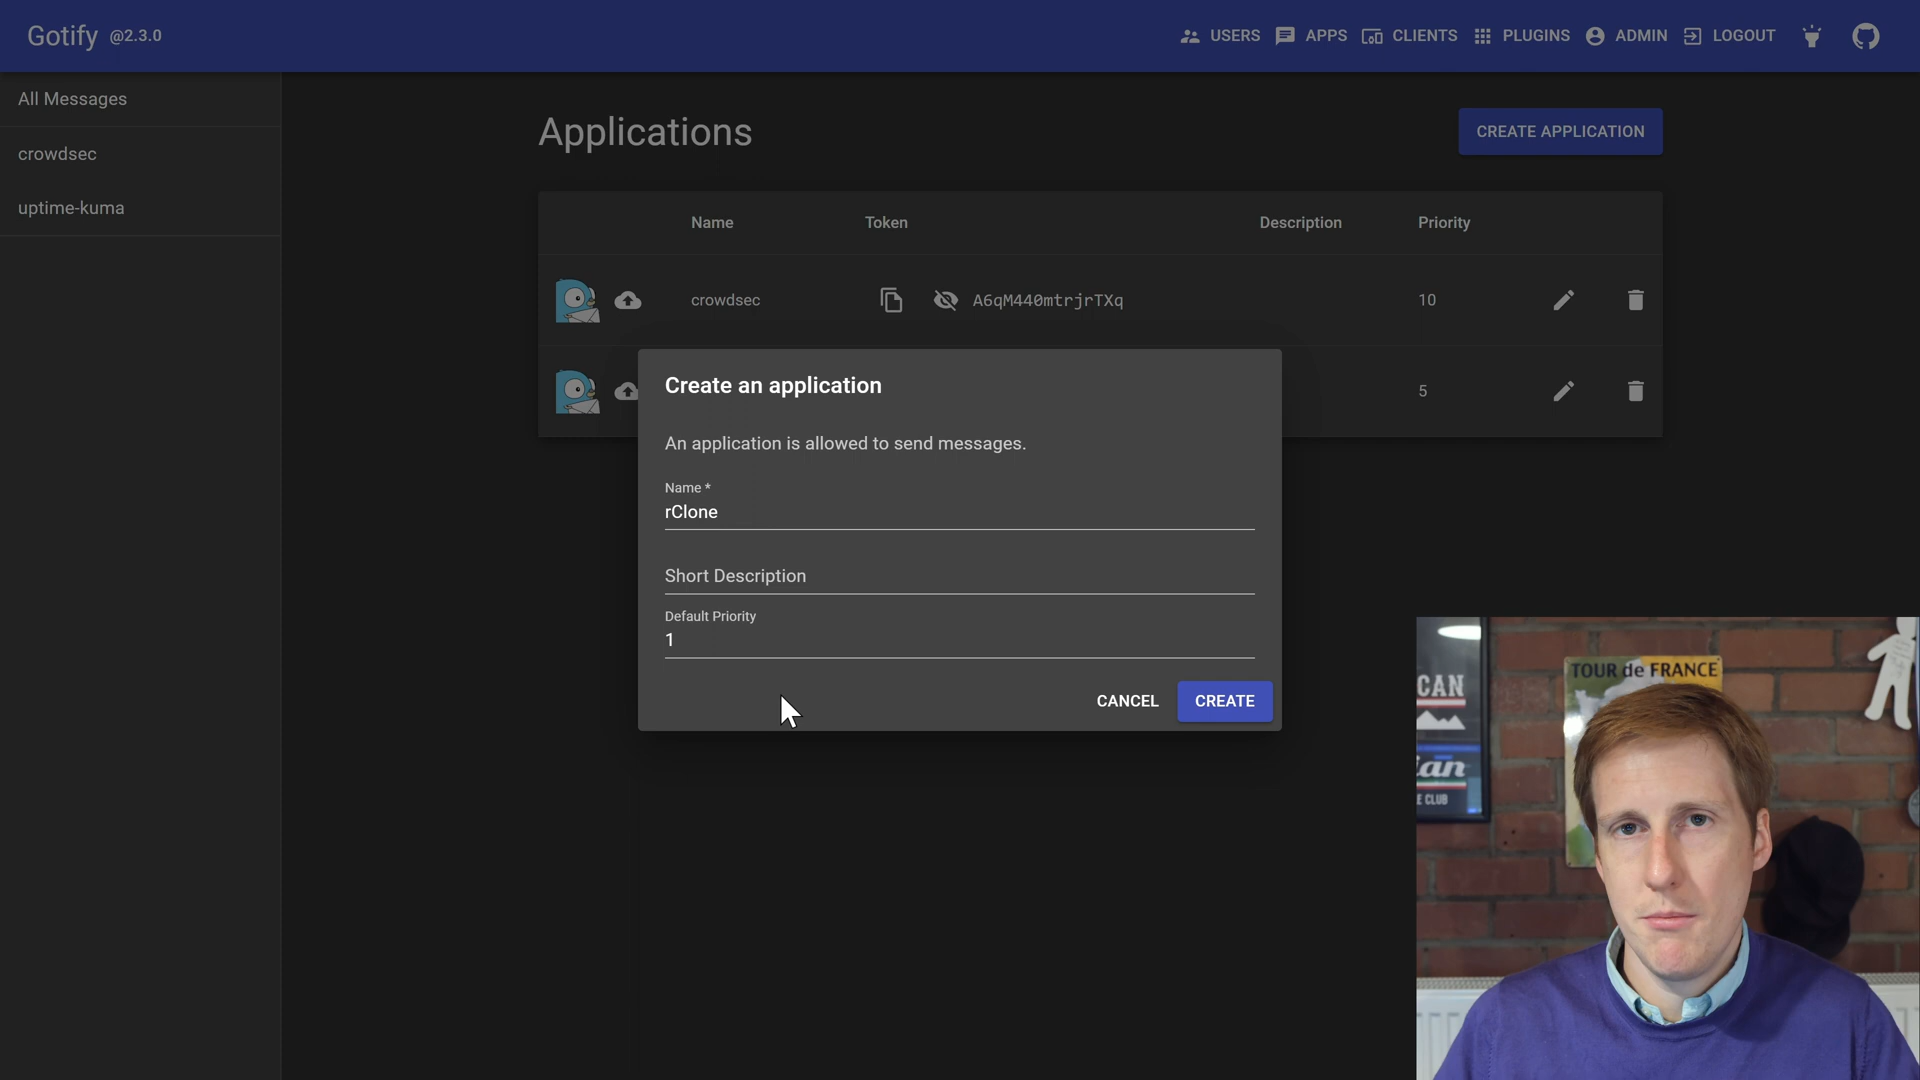 Gotify @2.3.0
USERS APPS CLIENTS PLUGINS ADMIN LOGOUT
All Messages
crowdsec
uptime-kuma
Applications
CREATE APPLICATION
Name Token Description Priority
crowdsec A6qM440mtrjrTXq 10
5
Create an application
An application is allowed to send messages.
Name *
rClone
Short Description
Default Priority
1
CANCEL CREATE
TOUR de FRANCE
CAN
ian
E CLUB